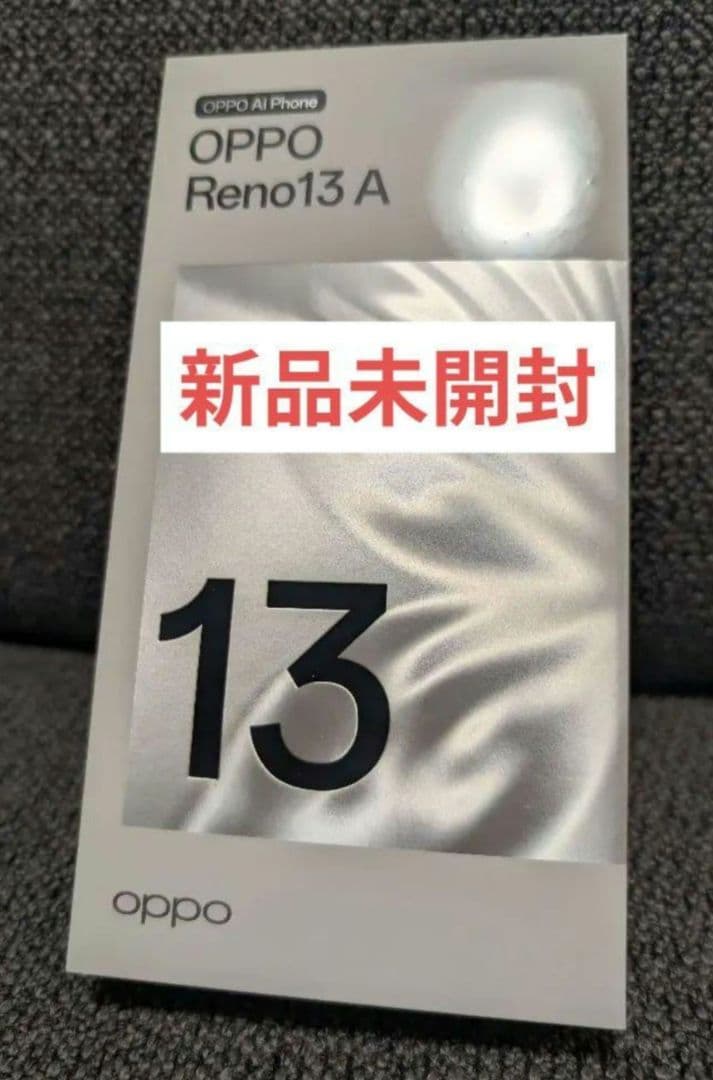 OPPO AI Phone
OPPO
Reno13 A
新品未開封
13
oppo